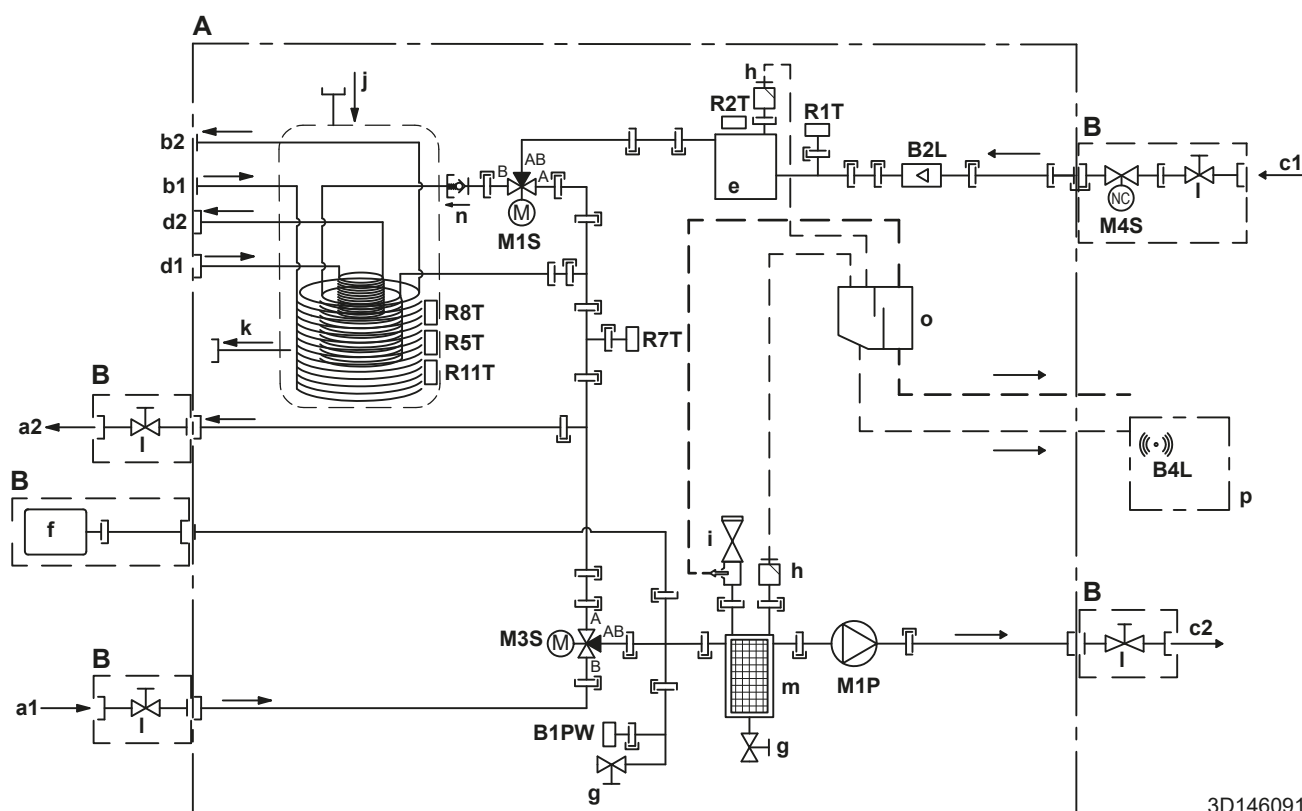 A
j
h
R2T
R1T
B
b2
B2L
c1
AB
B
A
b1
e
l
n
M
NC
M4S
M1S
d2
d1
R8T
o
k
R5T
R7T
R11T
B
a2
l
B4L
B
p
f
i
h
B
A
M3S
M
AB
c2
B
l
B
m
M1P
a1
l
B1PW
g
g
3D146091